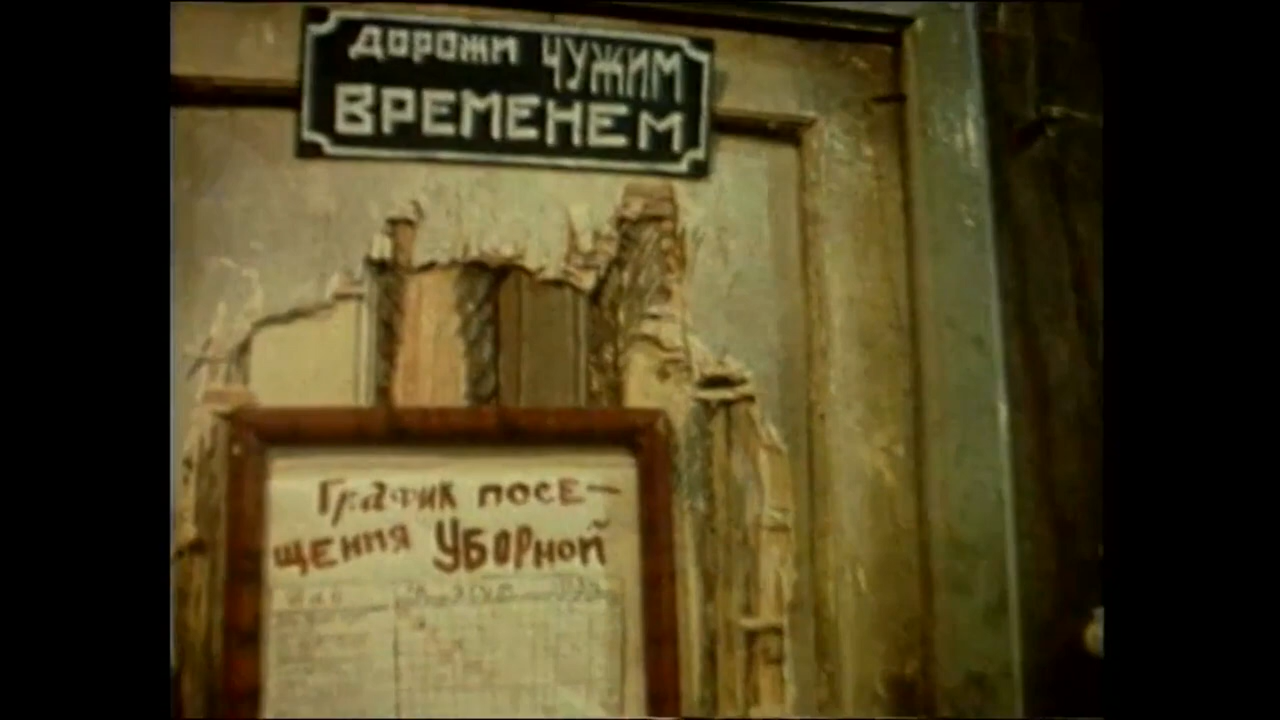 дорожи чужим
временем
График посе-
щения уборной